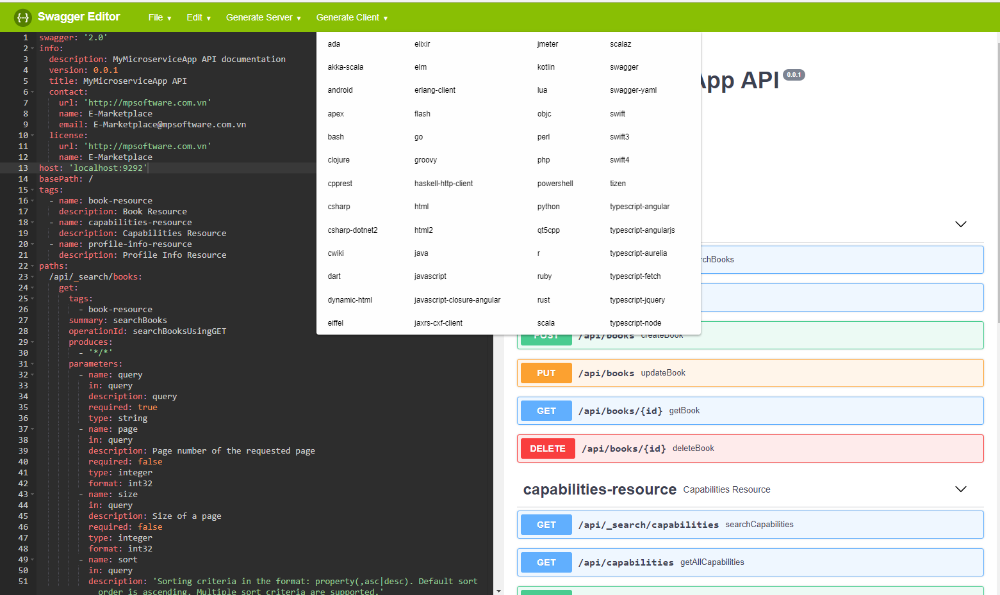 {···} Swagger Editor File ▾ Edit ▾ Generate Server ▾ Generate Client ▾
1 swagger: '2.0'
2 info:
3 description: MyMicroserviceApp API documentation
4 version: 0.0.1
5 title: MyMicroserviceApp API
6 contact:
7 url: 'http://mpsoftware.com.vn'
8 name: E-Marketplace
9 email: E-Marketplace@mpsoftware.com.vn
10 license:
11 url: 'http://mpsoftware.com.vn'
12 name: E-Marketplace
13 host: 'localhost:9292'
14 basePath: /
15 tags:
16 - name: book-resource
17 description: Book Resource
18 - name: capabilities-resource
19 description: Capabilities Resource
20 - name: profile-info-resource
21 description: Profile Info Resource
22 paths:
23 /api/_search/books:
24 get:
25 tags:
26 - book-resource
27 summary: searchBooks
28 operationId: searchBooksUsingGET
29 produces:
30 - '*/*'
31 parameters:
32 - name: query
33 in: query
34 description: query
35 required: true
36 type: string
37 - name: page
38 in: query
39 description: Page number of the requested page
40 required: false
41 type: integer
42 format: int32
43 - name: size
44 in: query
45 description: Size of a page
46 required: false
47 type: integer
48 format: int32
49 - name: sort
50 in: query
51 description: 'Sorting criteria in the format: property(,asc|desc). Default sort
order is ascending. Multiple sort criteria are supported.'
ada elixir jmeter scalaz
akka-scala elm kotlin swagger
android erlang-client lua swagger-yaml
apex flash objc swift
bash go perl swift3
clojure groovy php swift4
cpprest haskell-http-client powershell tizen
csharp html python typescript-angular
csharp-dotnet2 html2 qt5cpp typescript-angularjs
cwiki java r typescript-aurelia
dart javascript ruby typescript-fetch
dynamic-html javascript-closure-angular rust typescript-jquery
eiffel jaxrs-cxf-client scala typescript-node
App API 0.0.1
rchBooks
POST /api/books createBook
PUT /api/books updateBook
GET /api/books/{id} getBook
DELETE /api/books/{id} deleteBook
capabilities-resource Capabilities Resource
GET /api/_search/capabilities searchCapabilities
GET /api/capabilities getAllCapabilities